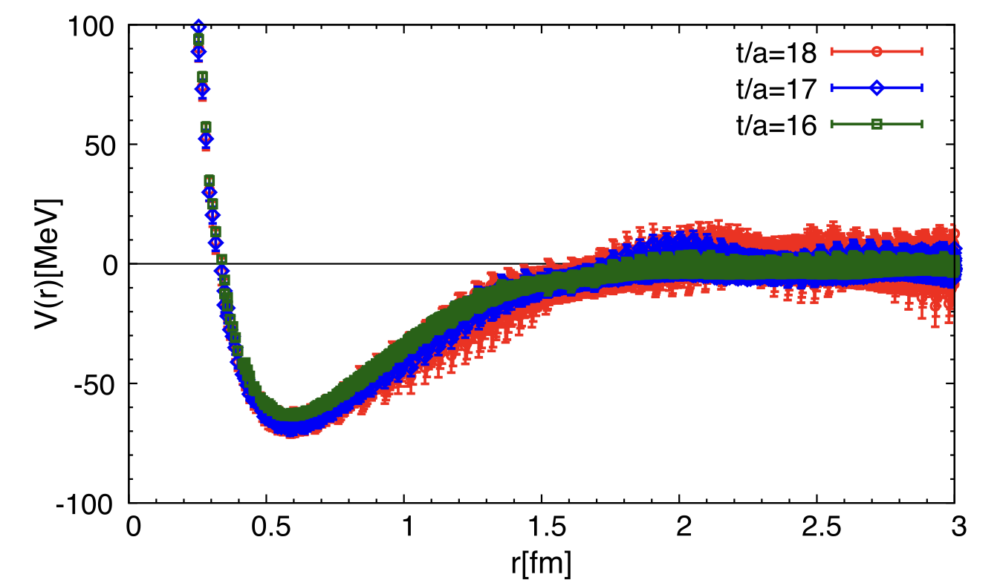 100
50
0
-50
-100
V(r)[MeV]
t/a=18
t/a=17
t/a=16
0 0.5 1 1.5 2 2.5 3
r[fm]